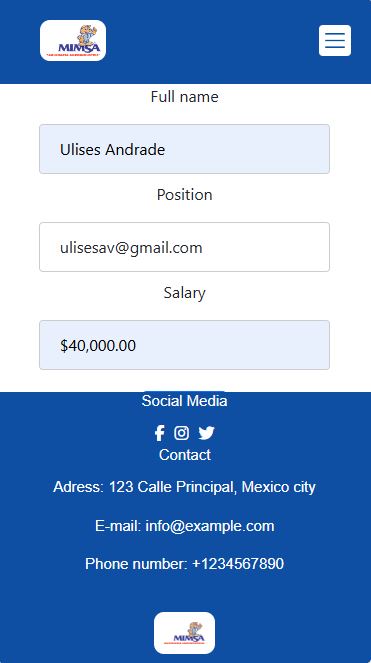 MIMSA
Full name
Ulises Andrade
Position
ulisesav@gmail.com
Salary
$40,000.00
Social Media
Contact
Adress: 123 Calle Principal, Mexico city
E-mail: info@example.com
Phone number: +1234567890
MIMSA